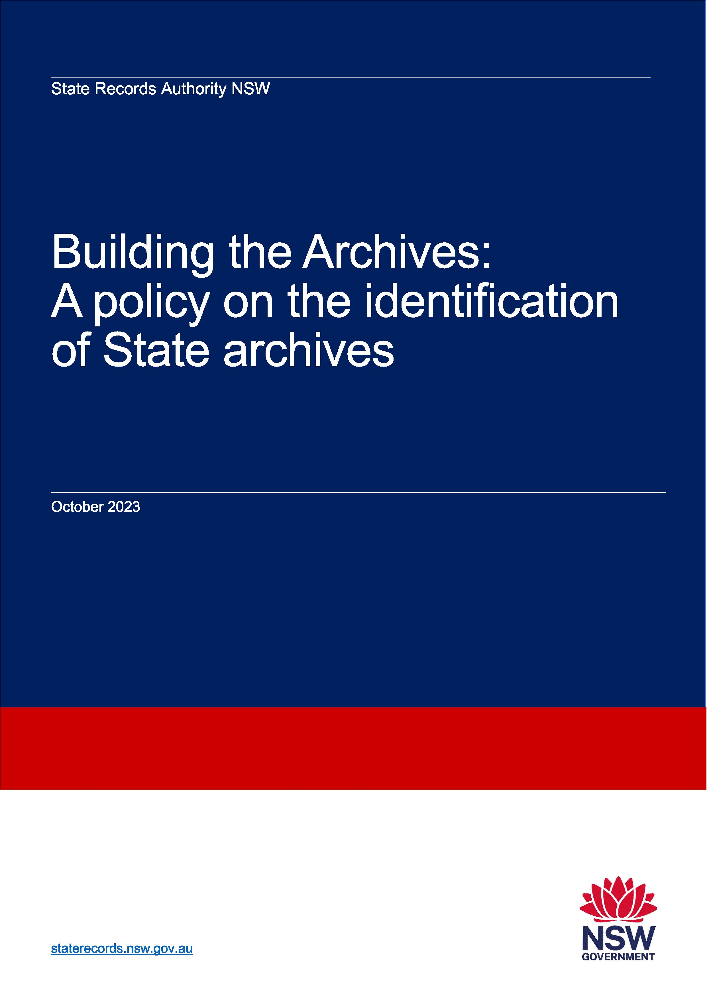 State Records Authority NSW
Building the Archives:
A policy on the identification
of State archives
October 2023
staterecords.nsw.gov.au
NSW
GOVERNMENT